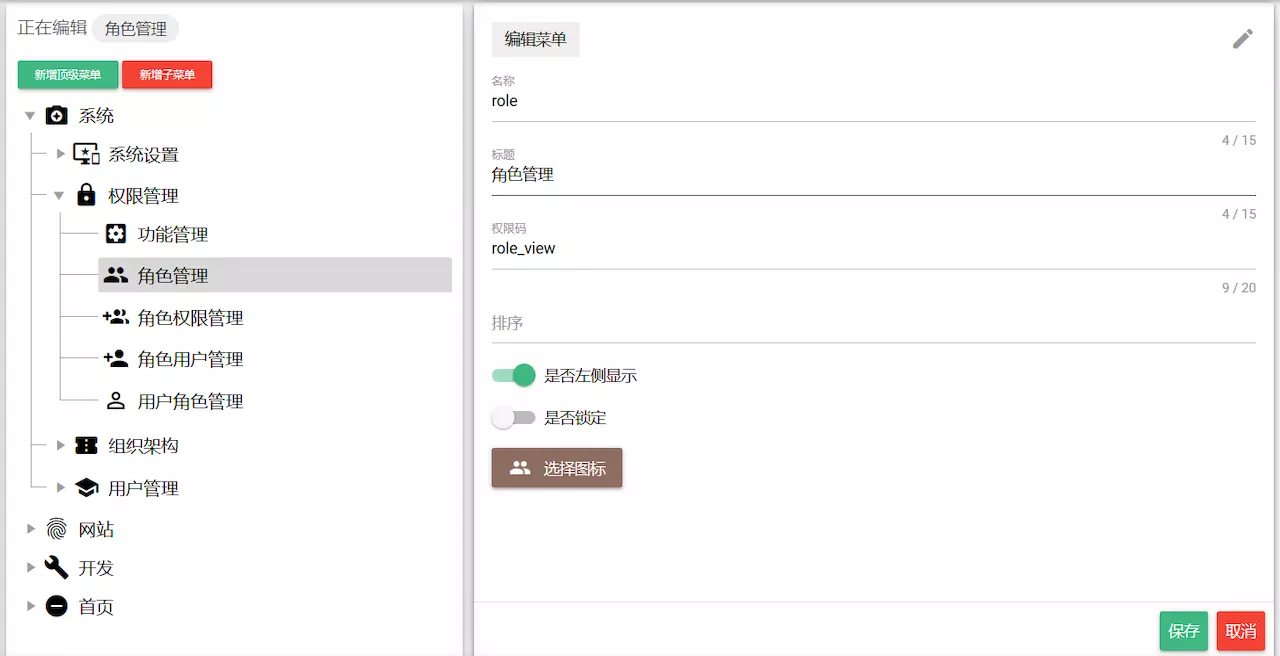 正在编辑 角色管理
新增顶级菜单 新增子菜单
系统
系统设置
权限管理
功能管理
角色管理
角色权限管理
角色用户管理
用户角色管理
组织架构
用户管理
网站
开发
首页
编辑菜单
名称
role
4 / 15
标题
角色管理
4 / 15
权限码
role_view
9 / 20
排序
是否左侧显示
是否锁定
选择图标
保存 取消